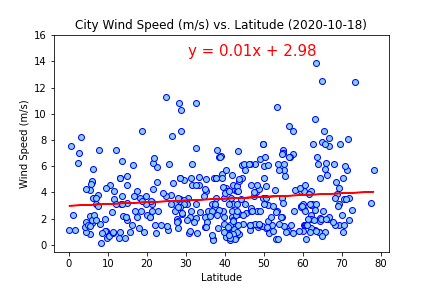 City Wind Speed (m/s) vs. Latitude (2020-10-18)
y = 0.01x + 2.98
Wind Speed (m/s)
16
14
12
10
8
6
4
2
0
0 10 20 30 40 50 60 70 80
Latitude